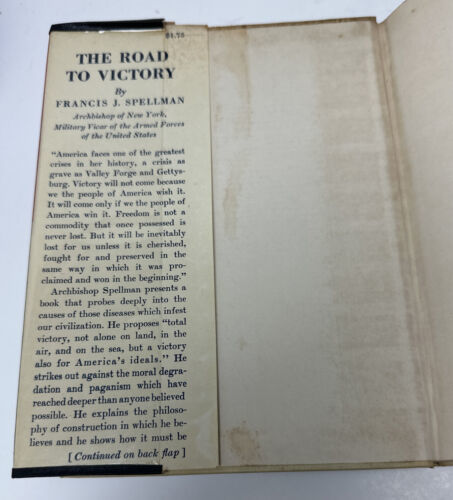 $1.75
THE ROAD
TO VICTORY
By
FRANCIS J. SPELLMAN
Archbishop of New York,
Military Vicar of the Armed Forces
of the United States
"America faces one of the greatest
crises in her history, a crisis as
grave as Valley Forge and Gettys-
burg. Victory will not come because
we the people of America wish it.
It will come only if we the people of
America win it. Freedom is not a
commodity that once possessed is
never lost. But it will be inevitably
lost for us unless it is cherished,
fought for and preserved in the
same way in which it was pro-
claimed and won in the beginning."
Archbishop Spellman presents a
book that probes deeply into the
causes of those diseases which infest
our civilization. He proposes "total
victory, not alone on land, in the
air, and on the sea, but a victory
also for America's ideals." He
strikes out against the moral degra-
dation and paganism which have
reached deeper than anyone believed
possible. He explains the philoso-
phy of construction in which he be-
lieves and he shows how it must be
[Continued on back flap]